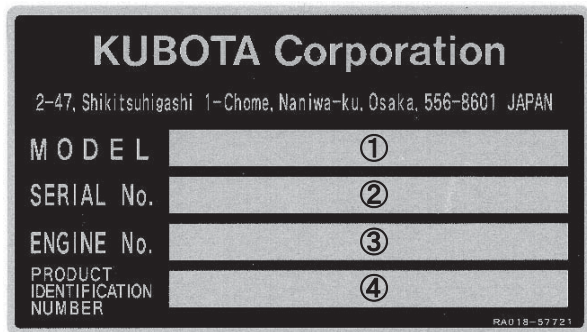 KUBOTA Corporation
2-47, Shikitsuhigashi 1-Chome, Naniwa-ku, Osaka, 556-8601 JAPAN
MODEL ①
SERIAL No. ②
ENGINE No. ③
PRODUCT
IDENTIFICATION
NUMBER
④
RA018-57721